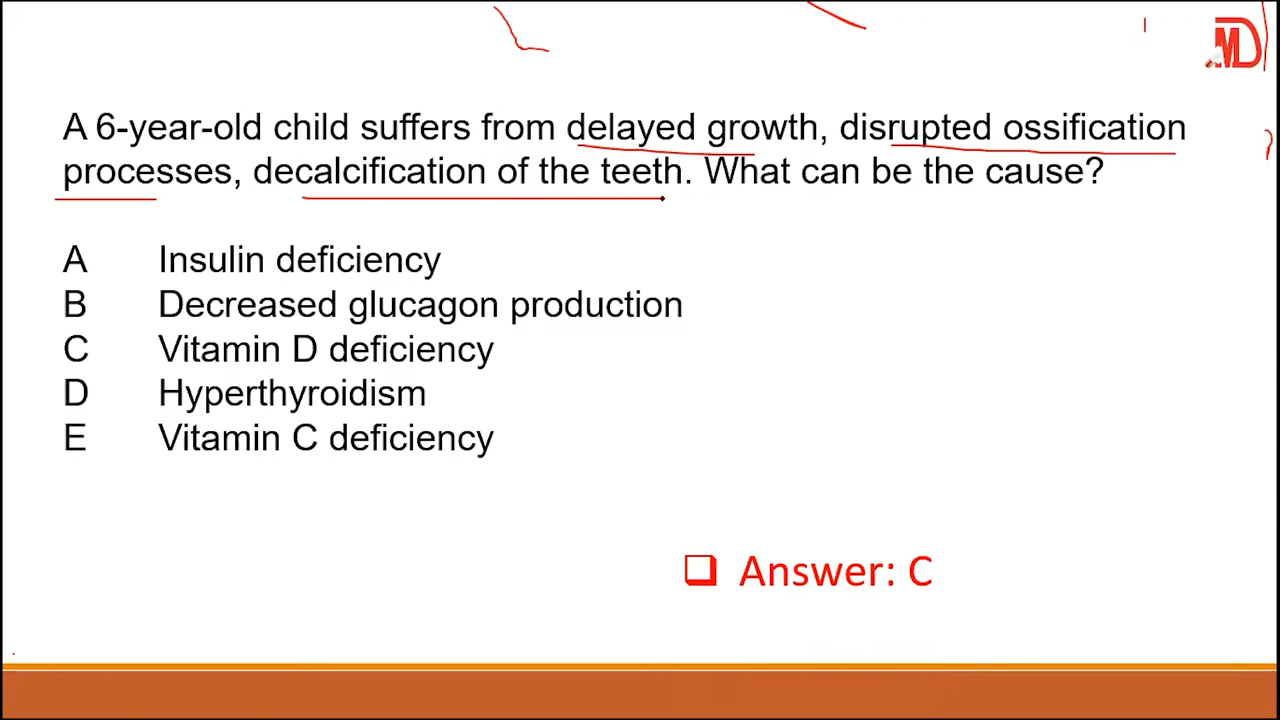 MD
A 6-year-old child suffers from delayed growth, disrupted ossification
processes, decalcification of the teeth. What can be the cause?
A Insulin deficiency
B Decreased glucagon production
C Vitamin D deficiency
D Hyperthyroidism
E Vitamin C deficiency
❑ Answer: C